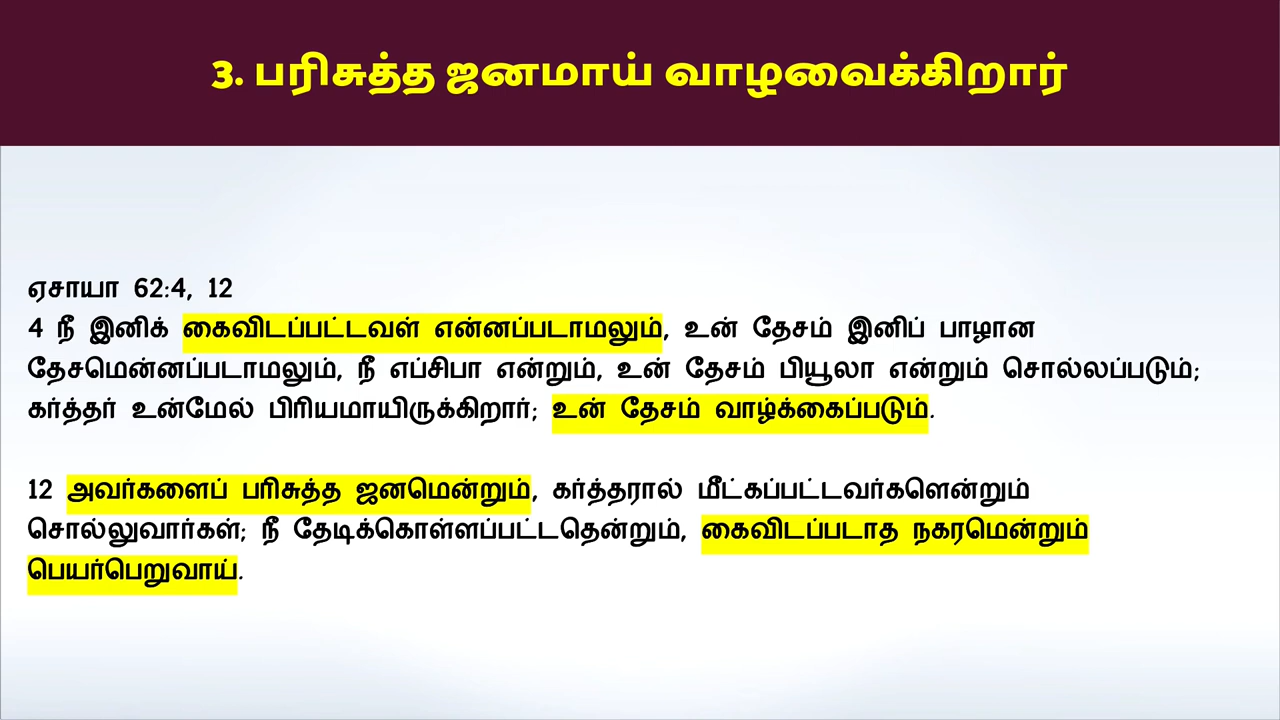 3. பரிசுத்த ஜனமாய் வாழவைக்கிறார்
ஏசாயா 62:4, 12
4 நீ இனிக் கைவிடப்பட்டவள் என்னப்படாமலும், உன் தேசம் இனிப் பாழான
தேசமென்னப்படாமலும், நீ எப்சிபா என்றும், உன் தேசம் பியூலா என்றும் சொல்லப்படும்;
கர்த்தர் உன்மேல் பிரியமாயிருக்கிறார்; உன் தேசம் வாழ்க்கைப்படும்.
12 அவர்களைப் பரிசுத்த ஜனமென்றும், கர்த்தரால் மீட்கப்பட்டவர்களென்றும்
சொல்லுவார்கள்; நீ தேடிக்கொள்ளப்பட்டதென்றும், கைவிடப்படாத நகரமென்றும்
பெயர்பெறுவாய்.